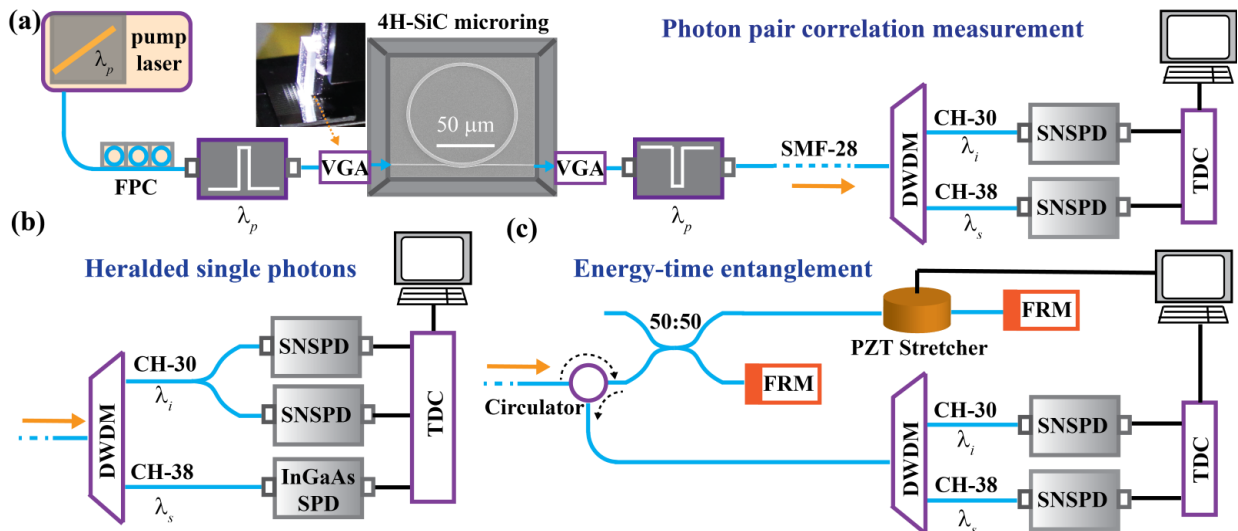 (a)
pump
laser
λp
4H-SiC microring
Photon pair correlation measurement
50 μm
FPC
λp
VGA
VGA
λp
SMF-28
DWDM
CH-30
λi
CH-38
λs
SNSPD
SNSPD
TDC
(b)
Heralded single photons
DWDM
CH-30
λi
CH-38
λs
SNSPD
SNSPD
InGaAs
SPD
TDC
(c)
Energy-time entanglement
50:50
PZT Stretcher
FRM
FRM
Circulator
DWDM
CH-30
λi
CH-38
λs
SNSPD
SNSPD
TDC